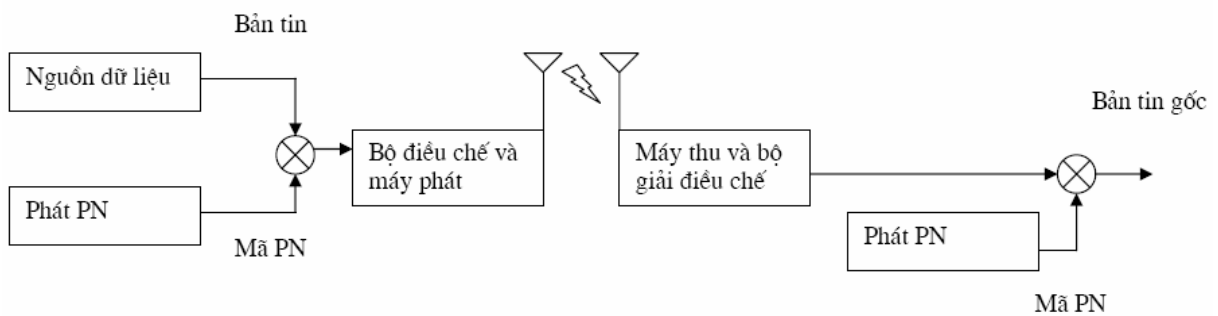 Bản tin
Nguồn dữ liệu
Bản tin gốc
Bộ điều chế và
máy phát
Máy thu và bộ
giải điều chế
Phát PN
Mã PN
Phát PN
Mã PN